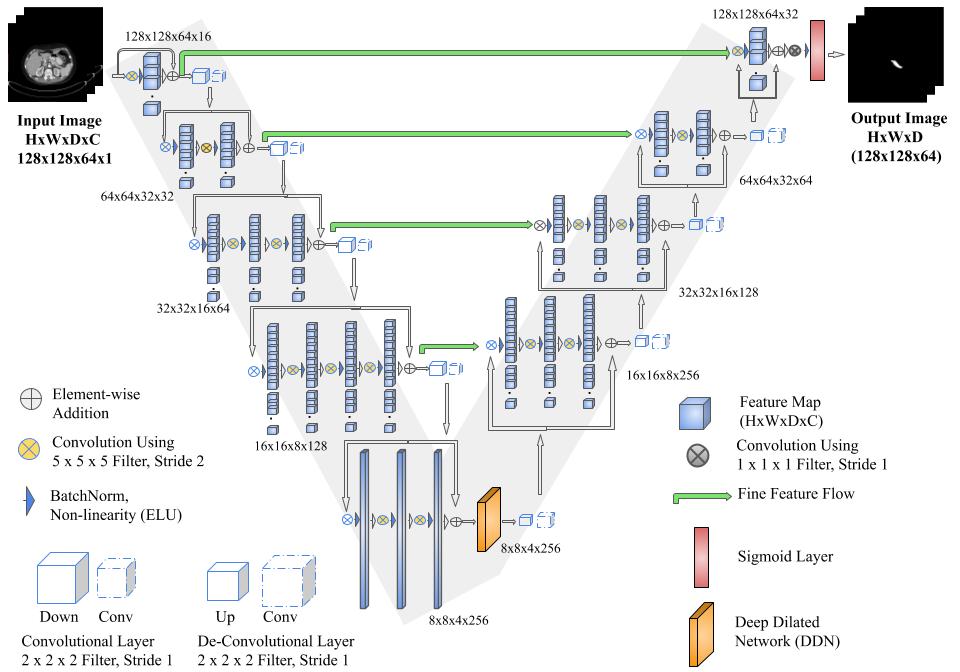 128x128x64x16
128x128x64x32
Input Image
HxWxDxC
128x128x64x1
Output Image
HxWxD
(128x128x64)
64x64x32x32
64x64x32x64
32x32x16x64
32x32x16x128
16x16x8x256
16x16x8x128
8x8x4x256
8x8x4x256
Element-wise
Addition
Convolution Using
5 x 5 x 5 Filter, Stride 2
BatchNorm,
Non-linearity (ELU)
Down Conv
Convolutional Layer
2 x 2 x 2 Filter, Stride 1
Up Conv
De-Convolutional Layer
2 x 2 x 2 Filter, Stride 1
Feature Map
(HxWxDxC)
Convolution Using
1 x 1 x 1 Filter, Stride 1
Fine Feature Flow
Sigmoid Layer
Deep Dilated
Network (DDN)